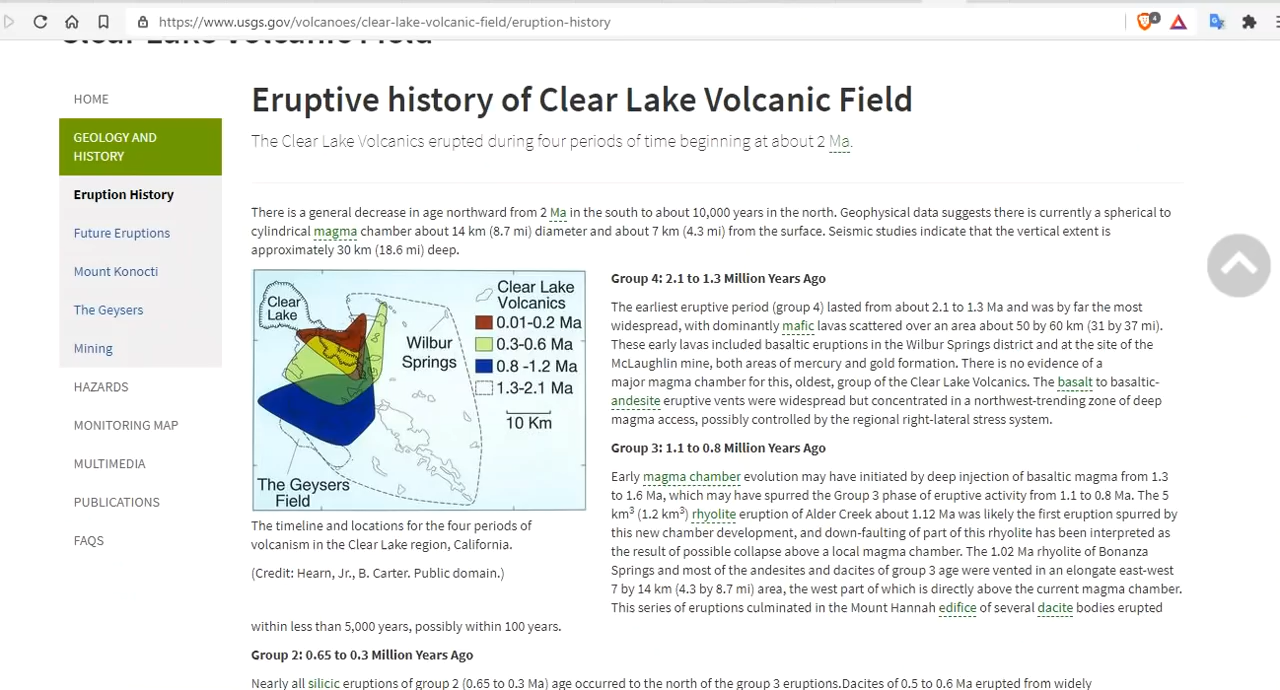 https://www.usgs.gov/volcanoes/clear-lake-volcanic-field/eruption-history
4
Clear Lake Volcanic Field
HOME
GEOLOGY AND
HISTORY
Eruption History
Future Eruptions
Mount Konocti
The Geysers
Mining
HAZARDS
MONITORING MAP
MULTIMEDIA
PUBLICATIONS
FAQS
Eruptive history of Clear Lake Volcanic Field
The Clear Lake Volcanics erupted during four periods of time beginning at about 2 Ma.
There is a general decrease in age northward from 2 Ma in the south to about 10,000 years in the north. Geophysical data suggests there is currently a spherical to
cylindrical magma chamber about 14 km (8.7 mi) diameter and about 7 km (4.3 mi) from the surface. Seismic studies indicate that the vertical extent is
approximately 30 km (18.6 mi) deep.
Clear
Lake
Clear Lake
Volcanics
0.01-0.2 Ma
0.3-0.6 Ma
0.8 -1.2 Ma
1.3-2.1 Ma
Wilbur
Springs
10 Km
The Geysers
Field
The timeline and locations for the four periods of
volcanism in the Clear Lake region, California.
(Credit: Hearn, Jr., B. Carter. Public domain.)
Group 4: 2.1 to 1.3 Million Years Ago
The earliest eruptive period (group 4) lasted from about 2.1 to 1.3 Ma and was by far the most
widespread, with dominantly mafic lavas scattered over an area about 50 by 60 km (31 by 37 mi).
These early lavas included basaltic eruptions in the Wilbur Springs district and at the site of the
McLaughlin mine, both areas of mercury and gold formation. There is no evidence of a
major magma chamber for this, oldest, group of the Clear Lake Volcanics. The basalt to basaltic-
andesite eruptive vents were widespread but concentrated in a northwest-trending zone of deep
magma access, possibly controlled by the regional right-lateral stress system.
Group 3: 1.1 to 0.8 Million Years Ago
Early magma chamber evolution may have initiated by deep injection of basaltic magma from 1.3
to 1.6 Ma, which may have spurred the Group 3 phase of eruptive activity from 1.1 to 0.8 Ma. The 5
km³ (1.2 km³) rhyolite eruption of Alder Creek about 1.12 Ma was likely the first eruption spurred by
this new chamber development, and down-faulting of part of this rhyolite has been interpreted as
the result of possible collapse above a local magma chamber. The 1.02 Ma rhyolite of Bonanza
Springs and most of the andesites and dacites of group 3 age were vented in an elongate east-west
7 by 14 km (4.3 by 8.7 mi) area, the west part of which is directly above the current magma chamber.
This series of eruptions culminated in the Mount Hannah edifice of several dacite bodies erupted
within less than 5,000 years, possibly within 100 years.
Group 2: 0.65 to 0.3 Million Years Ago
Nearly all silicic eruptions of group 2 (0.65 to 0.3 Ma) age occurred to the north of the group 3 eruptions.Dacites of 0.5 to 0.6 Ma erupted from widely